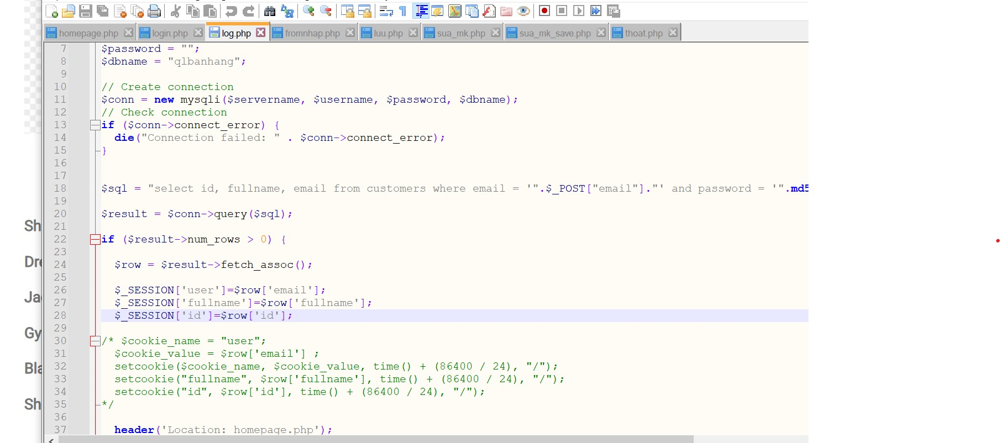 homepage.php login.php log.php fromnhap.php luu.php sua_mk.php sua_mk_save.php thoat.php
7 $password = "";
8 $dbname = "qlbanhang";
9
10 // Create connection
11 $conn = new mysqli($servername, $username, $password, $dbname);
12 // Check connection
13 if ($conn->connect_error) {
14 die("Connection failed: " . $conn->connect_error);
15 }
16
17
18 $sql = "select id, fullname, email from customers where email = '".$_POST["email"]."' and password = '".md5
19
20 $result = $conn->query($sql);
21
22 if ($result->num_rows > 0) {
23
24 $row = $result->fetch_assoc();
25
26 $_SESSION['user']=$row['email'];
27 $_SESSION['fullname']=$row['fullname'];
28 $_SESSION['id']=$row['id'];
29
30 /* $cookie_name = "user";
31 $cookie_value = $row['email'] ;
32 setcookie($cookie_name, $cookie_value, time() + (86400 / 24), "/");
33 setcookie("fullname", $row['fullname'], time() + (86400 / 24), "/");
34 setcookie("id", $row['id'], time() + (86400 / 24), "/");
35 */
36
37 header('Location: homepage.php');
Sh
Dre
Ja
Gy
Bla
Sh